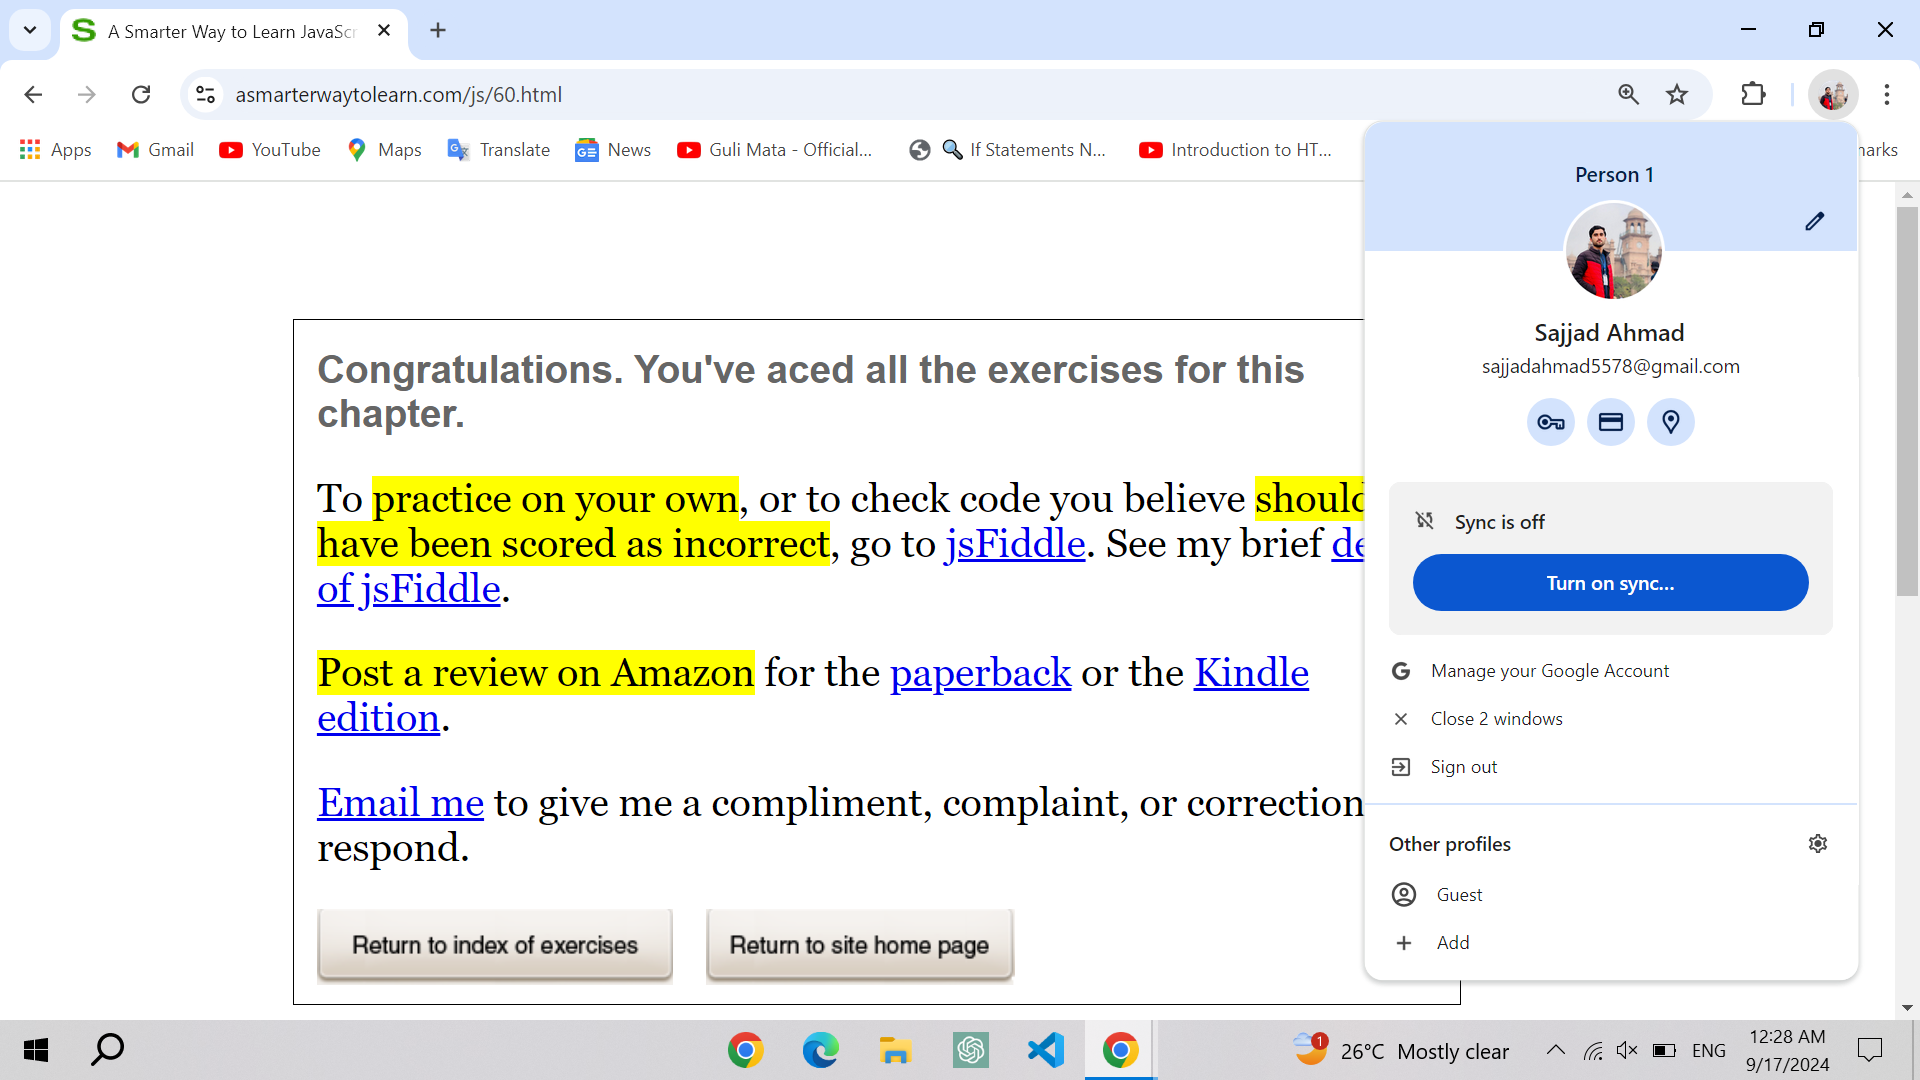 A Smarter Way to Learn JavaScr
asmarterwaytolearn.com/js/60.html
Apps Gmail YouTube Maps Translate News Guli Mata - Official... If Statements N... Introduction to HT... narks
Person 1
Sajjad Ahmad
sajjadahmad5578@gmail.com
Sync is off
Turn on sync...
Manage your Google Account
Close 2 windows
Sign out
Other profiles
Guest
Add
Congratulations. You've aced all the exercises for this
chapter.
To practice on your own, or to check code you believe should
have been scored as incorrect, go to jsFiddle. See my brief de
of jsFiddle.
Post a review on Amazon for the paperback or the Kindle
edition.
Email me to give me a compliment, complaint, or correction
respond.
Return to index of exercises Return to site home page
1 26°C Mostly clear ENG 12:28 AM
9/17/2024